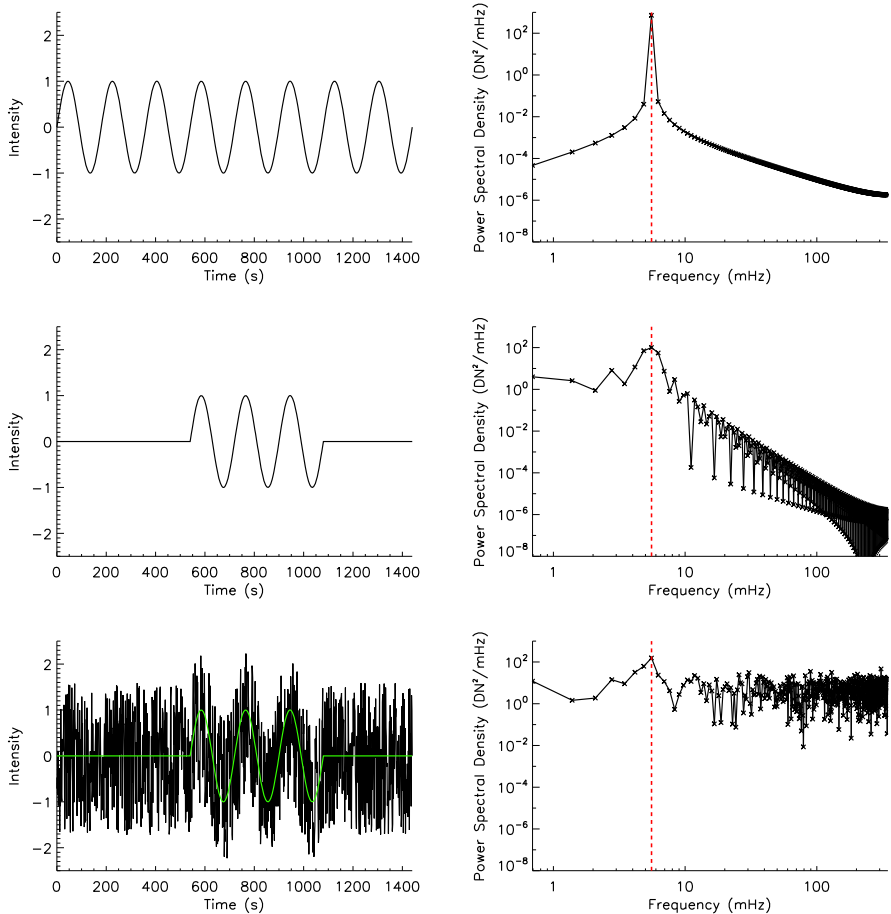 2
1
0
−1
−2
Intensity
0 200 400 600 800 1000 1200 1400
Time (s)
10²
10⁰
10⁻²
10⁻⁴
10⁻⁶
10⁻⁸
Power Spectral Density (DN²/mHz)
1 10 100
Frequency (mHz)
2
1
0
−1
−2
Intensity
0 200 400 600 800 1000 1200 1400
Time (s)
10²
10⁰
10⁻²
10⁻⁴
10⁻⁶
10⁻⁸
Power Spectral Density (DN²/mHz)
1 10 100
Frequency (mHz)
2
1
0
−1
−2
Intensity
0 200 400 600 800 1000 1200 1400
Time (s)
10²
10⁰
10⁻²
10⁻⁴
10⁻⁶
10⁻⁸
Power Spectral Density (DN²/mHz)
1 10 100
Frequency (mHz)